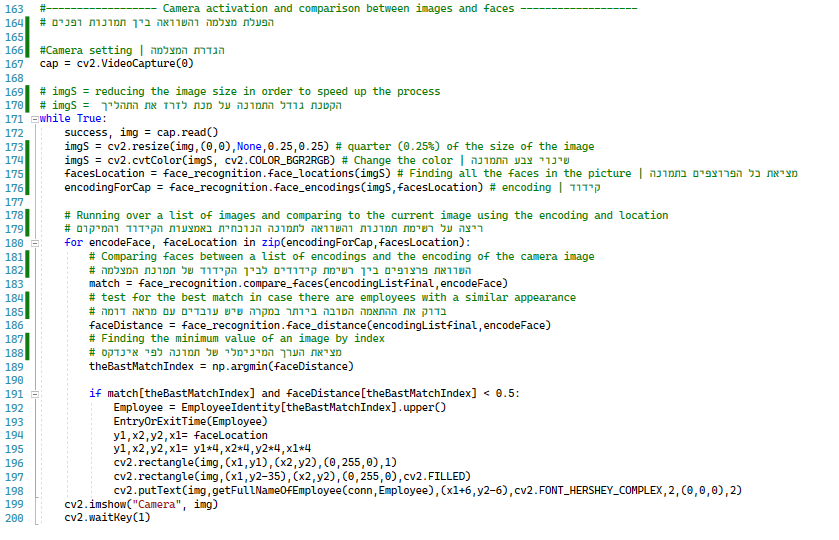 163 #------------------ Camera activation and comparison between images and faces -------------------
164 # הפעלת מצלמה והשוואה בין תמונות ופנים
165
166 #Camera setting | הגדרת המצלמה
167 cap = cv2.VideoCapture(0)
168
169 # imgS = reducing the image size in order to speed up the process
170 # imgS = הקטנת גודל התמונה על מנת לזרז את התהליך
171 while True:
172 success, img = cap.read()
173 imgS = cv2.resize(img,(0,0),None,0.25,0.25) # quarter (0.25%) of the size of the image
174 imgS = cv2.cvtColor(imgS, cv2.COLOR_BGR2RGB) # Change the color | שינוי צבע התמונה
175 facesLocation = face_recognition.face_locations(imgS) # Finding all the faces in the picture | מציאת כל הפרוצפים בתמונה
176 encodingForCap = face_recognition.face_encodings(imgS,facesLocation) # encoding | קידוד
177
178 # Running over a list of images and comparing to the current image using the encoding and location
179 # ריצה על רשימת תמונות והשוואה לתמונה הנוכחית באמצעות הקידוד והמיקום
180 for encodeFace, faceLocation in zip(encodingForCap,facesLocation):
181 # Comparing faces between a list of encodings and the encoding of the camera image
182 # השוואת פרצופים בין רשימת קידודים לבין הקידוד של תמונת המצלמה
183 match = face_recognition.compare_faces(encodingListfinal,encodeFace)
184 # test for the best match in case there are employees with a similar appearance
185 # בדוק את ההתאמה הטובה ביותר במקרה שיש עובדים עם מראה דומה
186 faceDistance = face_recognition.face_distance(encodingListfinal,encodeFace)
187 # Finding the minimum value of an image by index
188 # מציאת הערך המינימלי של תמונה לפי אינדקס
189 theBastMatchIndex = np.argmin(faceDistance)
190
191 if match[theBastMatchIndex] and faceDistance[theBastMatchIndex] < 0.5:
192 Employee = EmployeeIdentity[theBastMatchIndex].upper()
193 EntryOrExitTime(Employee)
194 y1,x2,y2,x1= faceLocation
195 y1,x2,y2,x1= y1*4,x2*4,y2*4,x1*4
196 cv2.rectangle(img,(x1,y1),(x2,y2),(0,255,0),1)
197 cv2.rectangle(img,(x1,y2-35),(x2,y2),(0,255,0),cv2.FILLED)
198 cv2.putText(img,getFullNameOfEmployee(conn,Employee),(x1+6,y2-6),cv2.FONT_HERSHEY_COMPLEX,2,(0,0,0),2)
199 cv2.imshow("Camera", img)
200 cv2.waitKey(1)